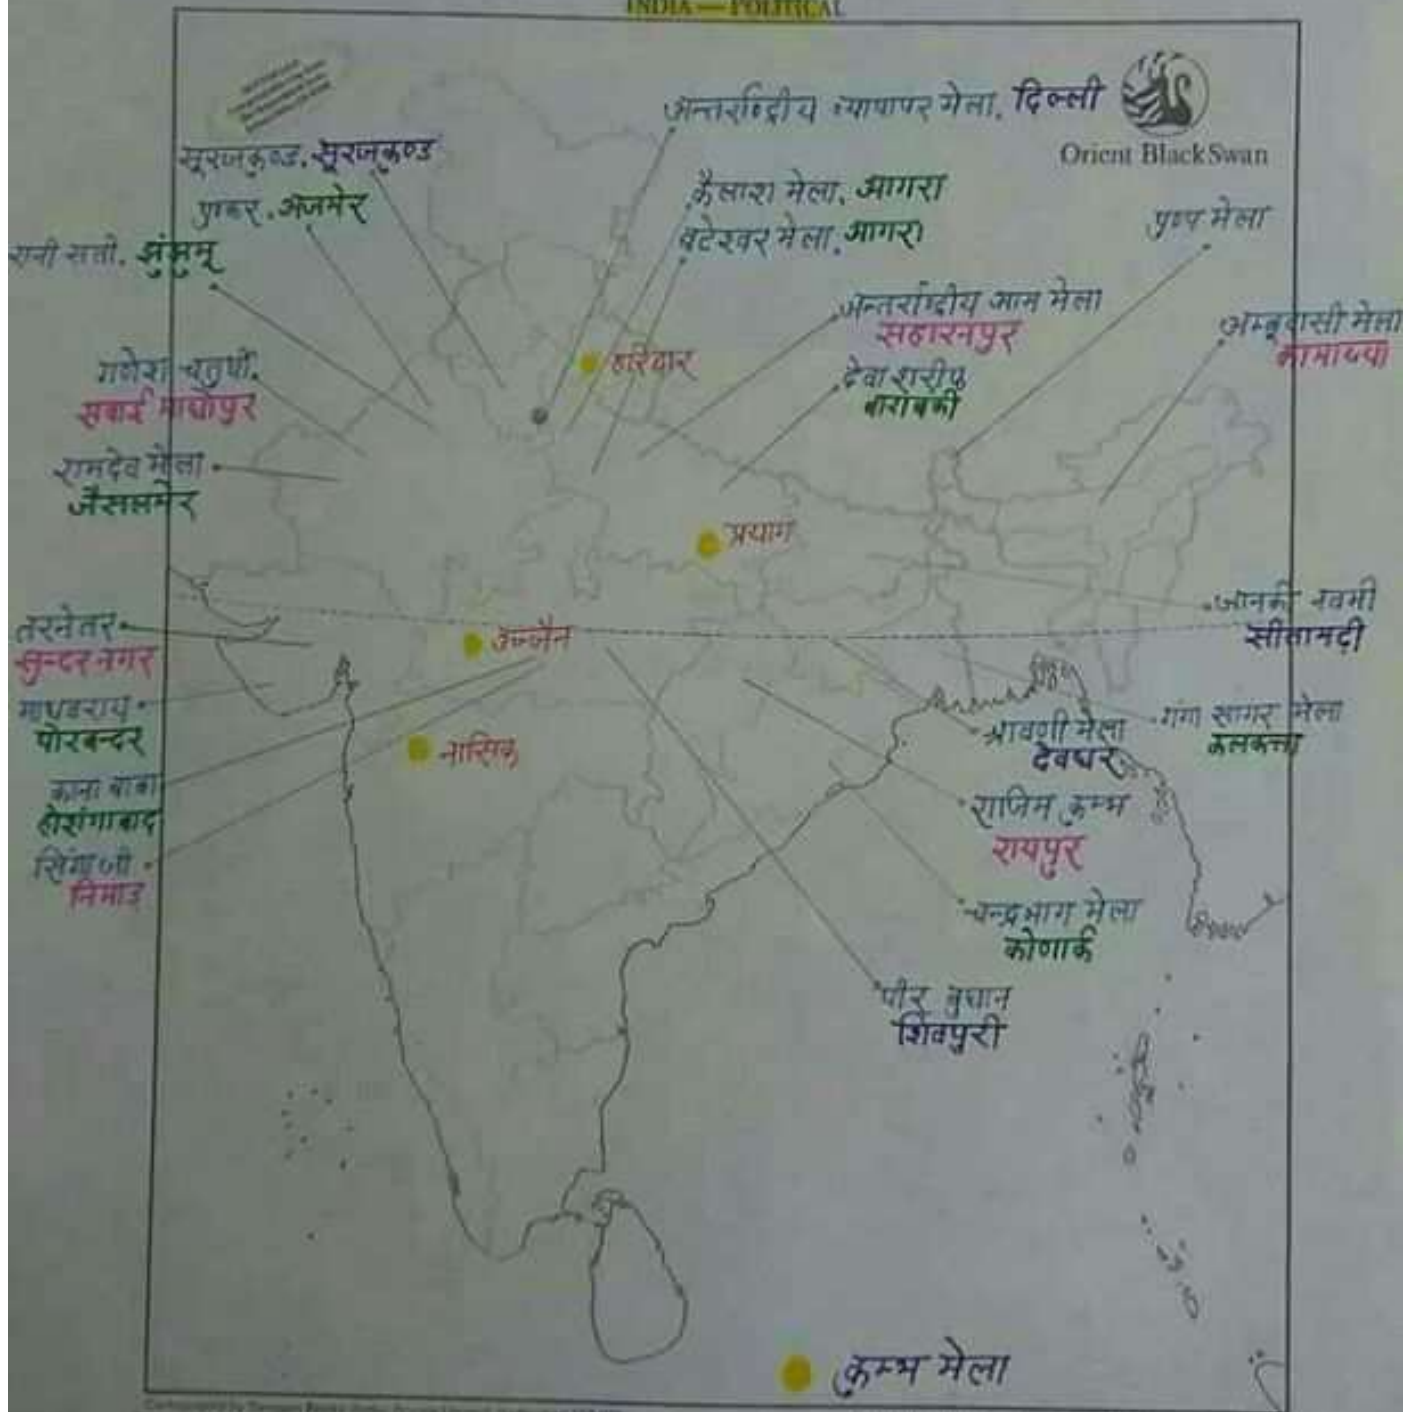 INDIA — POLITICAL
अन्तर्राष्ट्रीय व्यापापर मेला, दिल्ली
Orient BlackSwan
सूरजकुण्ड, सूरजकुण्ड
पुष्कर, अजमेर
रानी सती, झुंझुमू
कैलाश मेला, आगरा
बटेश्वर मेला, आगरा
पुष्प मेला
अन्तर्राष्ट्रीय आम मेला
सहारनपुर
अम्बूवासी मेला
कामाख्या
हरिद्वार
देवा शरीफ
बाराबंकी
गणेश चतुर्थी,
सवाई माधोपुर
रामदेव मेला
जैसलमेर
प्रयाग
जानकी नवमी
सीतामढ़ी
तरनेतर
सुन्दरनगर
उज्जैन
माधवराय
पोरबन्दर
नासिक
श्रावणी मेला
देवघर
गंगा सागर मेला
कलकत्ता
काना बाबा
होशंगाबाद
राजिम कुम्भ
रायपुर
सिंगाजी
निमाड़
चन्द्रभाग मेला
कोणार्क
पीर बुधान
शिवपुरी
कुम्भ मेला